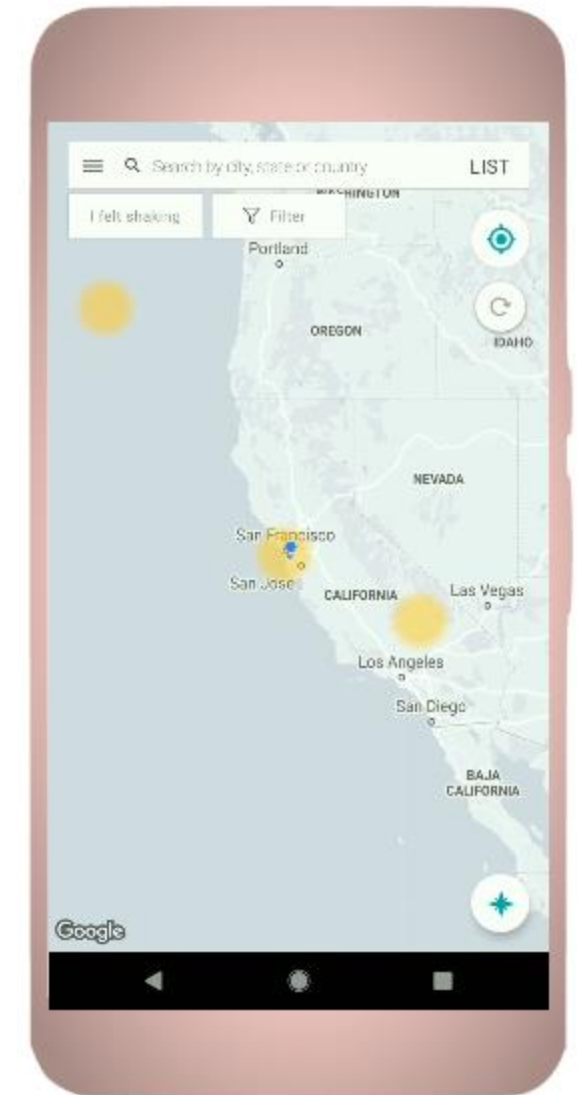 Search by city, state or country
LIST
WASHINGTON
I felt shaking
Filter
Portland
OREGON
IDAHO
NEVADA
San Francisco
San Jose
CALIFORNIA
Las Vegas
Los Angeles
San Diego
BAJA
CALIFORNIA
Google